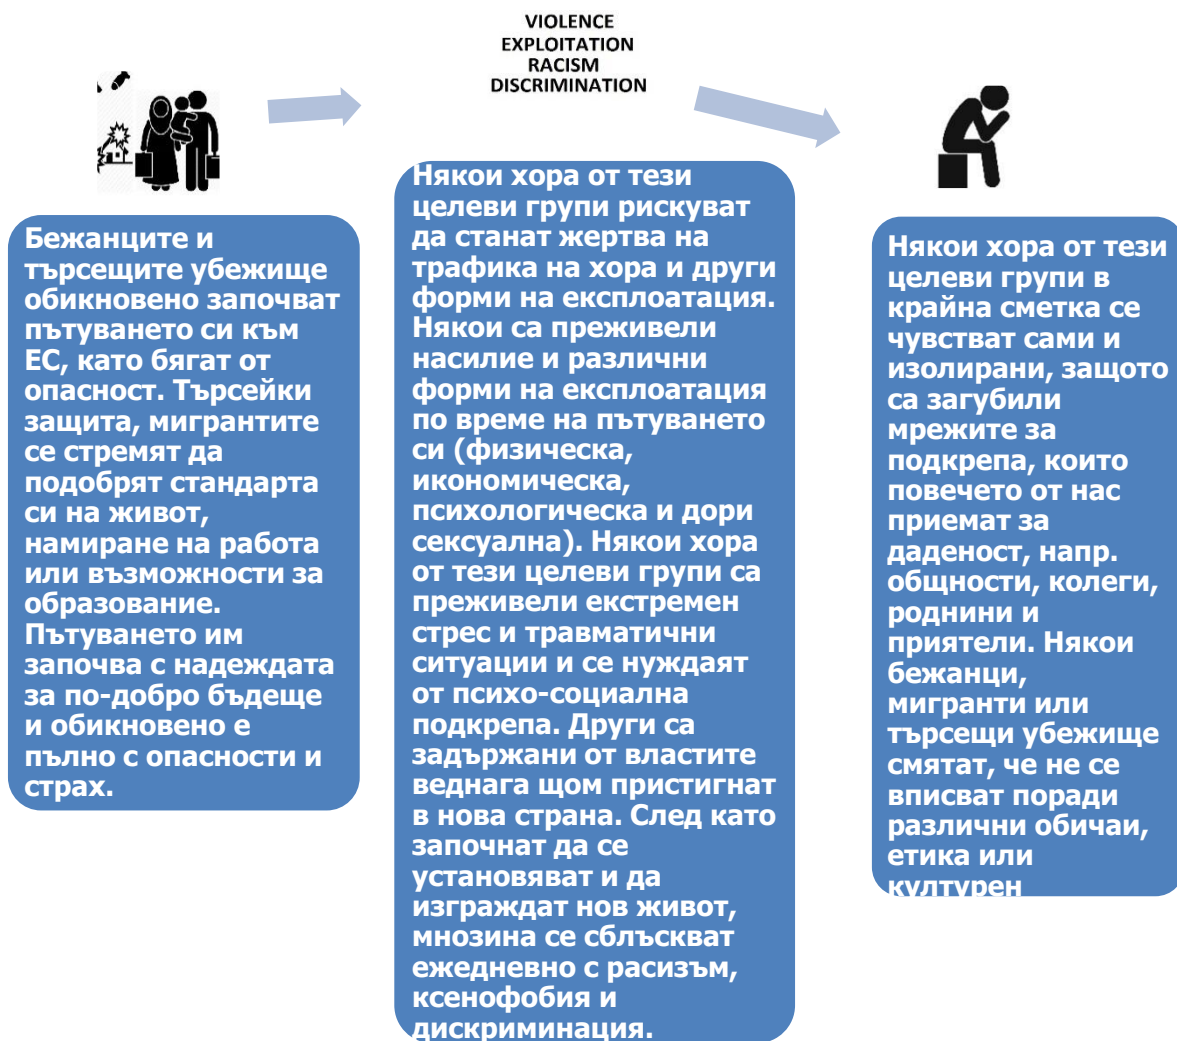 VIOLENCE
EXPLOITATION
RACISM
DISCRIMINATION
Бежанците и
търсещите убежище
обикновено започват
пътуването си към
ЕС, като бягат от
опасност. Търсейки
защита, мигрантите
се стремят да
подобрят стандарта
си на живот,
намиране на работа
или възможности за
образование.
Пътуването им
започва с надеждата
за по-добро бъдеще
и обикновено е
пълно с опасности и
страх.
Някои хора от тези
целеви групи рискуват
да станат жертва на
трафика на хора и други
форми на експлоатация.
Някои са преживели
насилие и различни
форми на експлоатация
по време на пътуването
си (физическа,
икономическа,
психологическа и дори
сексуална). Някои хора
от тези целеви групи са
преживели екстремен
стрес и травматични
ситуации и се нуждаят
от психо-социална
подкрепа. Други са
задържани от властите
веднага щом пристигнат
в нова страна. След като
започнат да се
установяват и да
изграждат нов живот,
мнозина се сблъскват
ежедневно с расизъм,
ксенофобия и
дискриминация.
Някои хора от тези
целеви групи в
крайна сметка се
чувстват сами и
изолирани, защото
са загубили
мрежите за
подкрепа, които
повечето от нас
приемат за
даденост, напр.
общности, колеги,
роднини и
приятели. Някои
бежанци,
мигранти или
търсещи убежище
смятат, че не се
вписват поради
различни обичаи,
етика или
културен